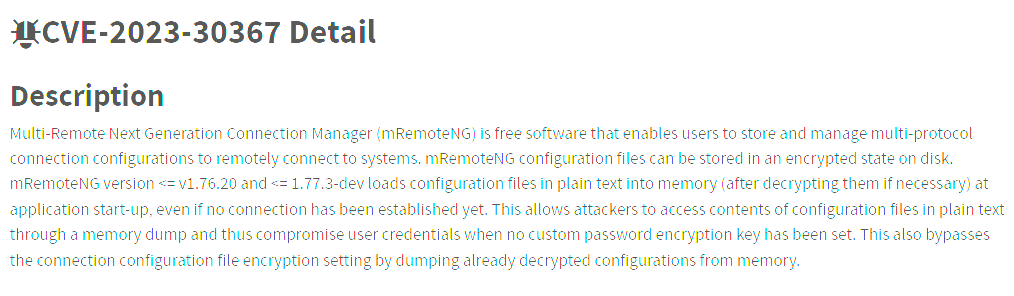 CVE-2023-30367 Detail
Description
Multi-Remote Next Generation Connection Manager (mRemoteNG) is free software that enables users to store and manage multi-protocol
connection configurations to remotely connect to systems. mRemoteNG configuration files can be stored in an encrypted state on disk.
mRemoteNG version <= v1.76.20 and <= 1.77.3-dev loads configuration files in plain text into memory (after decrypting them if necessary) at
application start-up, even if no connection has been established yet. This allows attackers to access contents of configuration files in plain text
through a memory dump and thus compromise user credentials when no custom password encryption key has been set. This also bypasses
the connection configuration file encryption setting by dumping already decrypted configurations from memory.